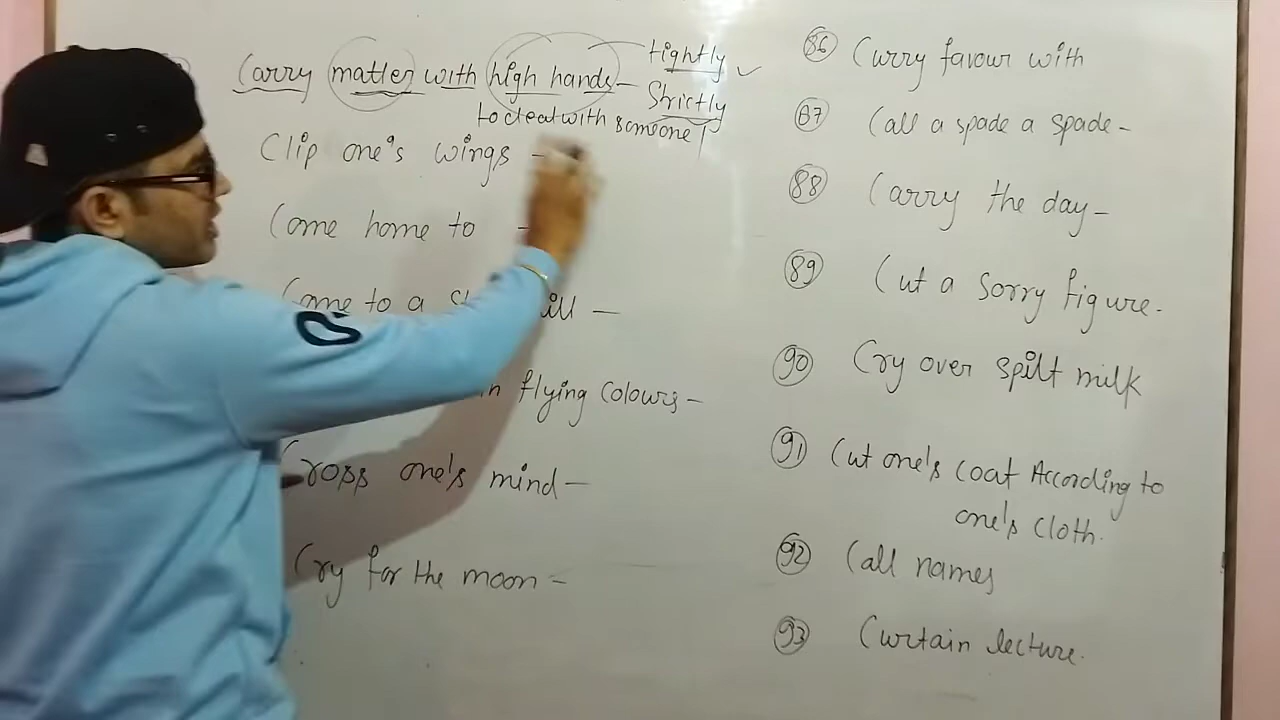 Carry matter with high hands - tightly
Strictly
to deal with someone
Clip one's wings -
Come home to -
Come to a
flying colours -
Cross one's mind -
Cry for the moon -
86 Curry favour with
87 Call a spade a spade -
88 Carry the day -
89 Cut a sorry figure.
90 Cry over spilt milk
91 Cut one's coat According to
one's cloth.
92 Call names
93 Curtain lecture.